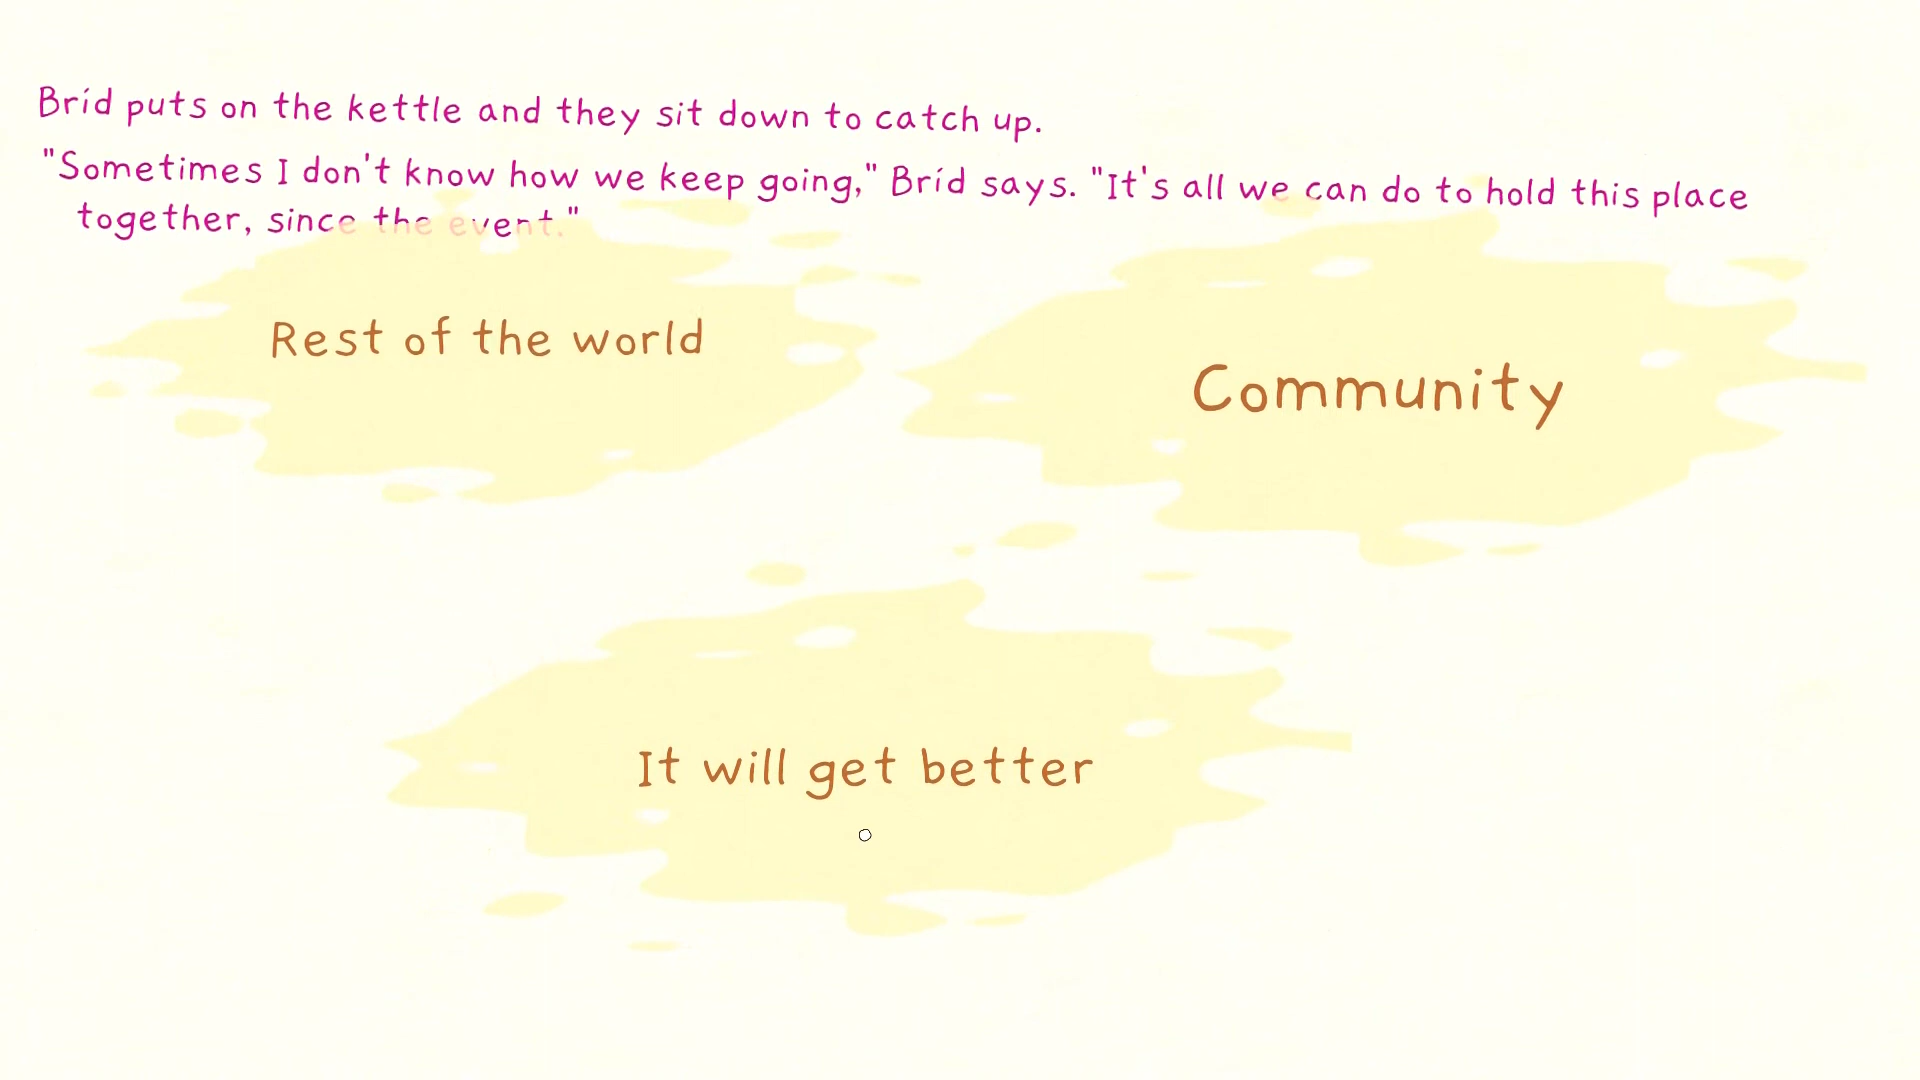 Bríd puts on the kettle and they sit down to catch up.
"Sometimes I don't know how we keep going," Bríd says. "It's all we can do to hold this place
together, since the event."
Rest of the world
Community
It will get better